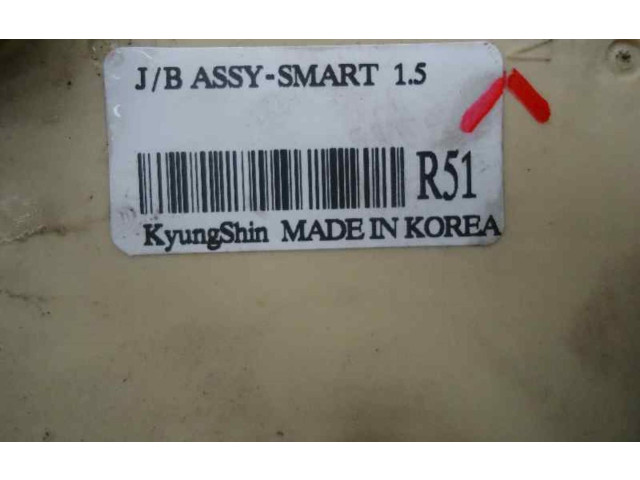 J/B ASSY-SMART 1.5
R51
KyungShin MADE IN KOREA